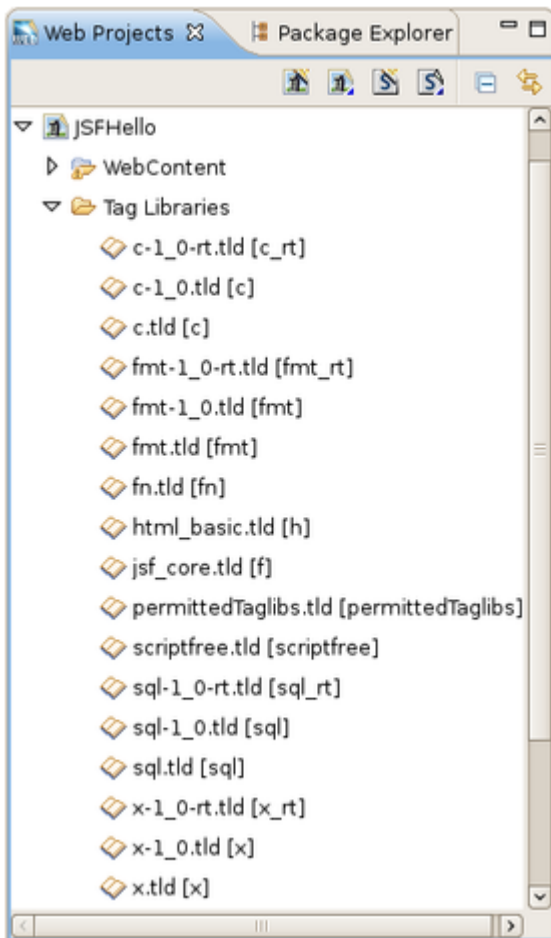 Web Projects Package Explorer
JSFHello
WebContent
Tag Libraries
c-1_0-rt.tld [c_rt]
c-1_0.tld [c]
c.tld [c]
fmt-1_0-rt.tld [fmt_rt]
fmt-1_0.tld [fmt]
fmt.tld [fmt]
fn.tld [fn]
html_basic.tld [h]
jsf_core.tld [f]
permittedTaglibs.tld [permittedTaglibs]
scriptfree.tld [scriptfree]
sql-1_0-rt.tld [sql_rt]
sql-1_0.tld [sql]
sql.tld [sql]
x-1_0-rt.tld [x_rt]
x-1_0.tld [x]
x.tld [x]